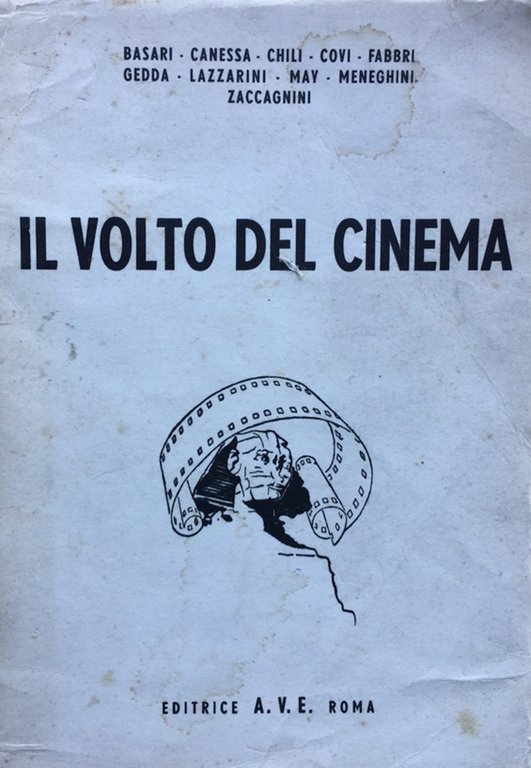 BASARI - CANESSA - CHILI - COVI - FABBRI
GEDDA - LAZZARINI - MAY - MENEGHINI
ZACCAGNINI
IL VOLTO DEL CINEMA
EDITRICE A.V.E. ROMA